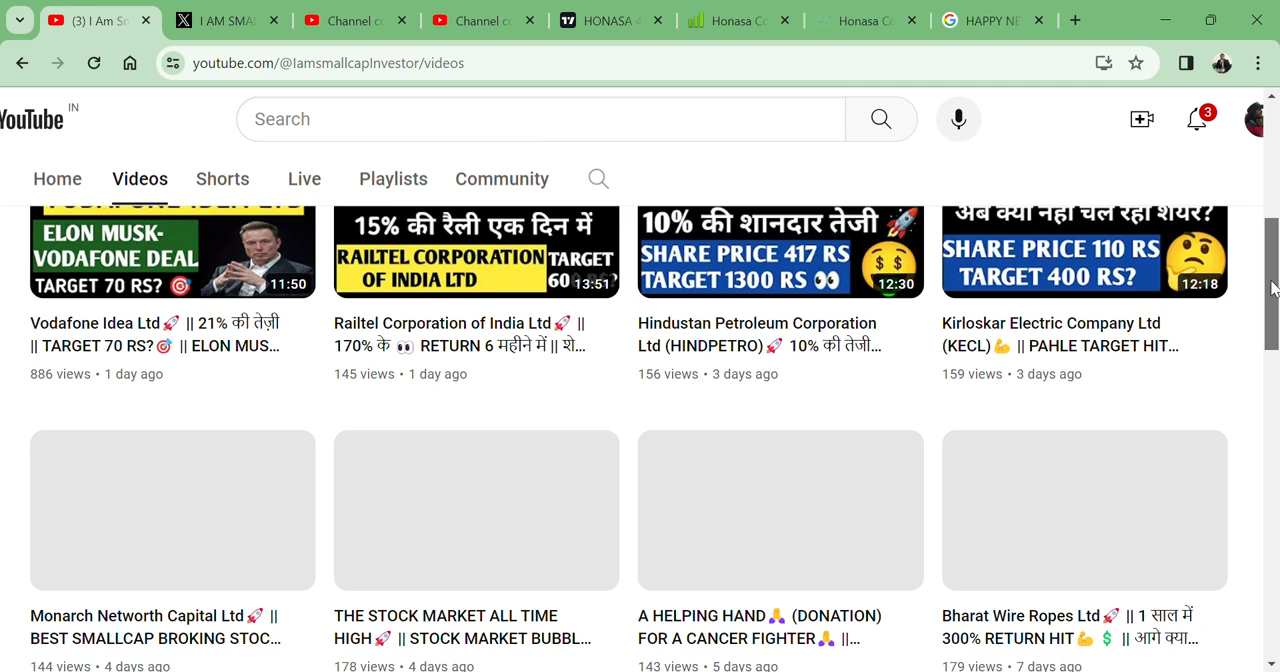 (3) I Am Sm
I AM SMA
Channel c
Channel c
HONASA 4
Honasa Co
Honasa Co
HAPPY NE
youtube.com/@IamsmallcapInvestor/videos
YouTube IN
Search
3
Home Videos Shorts Live Playlists Community
ELON MUSK-
VODAFONE DEAL
TARGET 70 RS? 🎯
11:50
15% की रैली एक दिन में
RAILTEL CORPORATION TARGET
OF INDIA LTD
13:51
10% की शानदार तेजी 🚀
SHARE PRICE 417 RS
TARGET 1300 RS 👀
12:30
अब क्यों नहीं चल रहा शेयर?
SHARE PRICE 110 RS
TARGET 400 RS?
12:18
Vodafone Idea Ltd🚀 || 21% की तेज़ी
|| TARGET 70 RS?🎯 || ELON MUS...
886 views • 1 day ago
Railtel Corporation of India Ltd🚀 ||
170% के 👀 RETURN 6 महीने में || शे...
145 views • 1 day ago
Hindustan Petroleum Corporation
Ltd (HINDPETRO)🚀 10% की तेजी...
156 views • 3 days ago
Kirloskar Electric Company Ltd
(KECL)💪 || PAHLE TARGET HIT...
159 views • 3 days ago
Monarch Networth Capital Ltd🚀 ||
BEST SMALLCAP BROKING STOC...
144 views • 4 days ago
THE STOCK MARKET ALL TIME
HIGH🚀 || STOCK MARKET BUBBL...
178 views • 4 days ago
A HELPING HAND🙏 (DONATION)
FOR A CANCER FIGHTER🙏 ||...
143 views • 5 days ago
Bharat Wire Ropes Ltd🚀 || 1 साल में
300% RETURN HIT💪💲 || आगे क्या...
179 views • 7 days ago